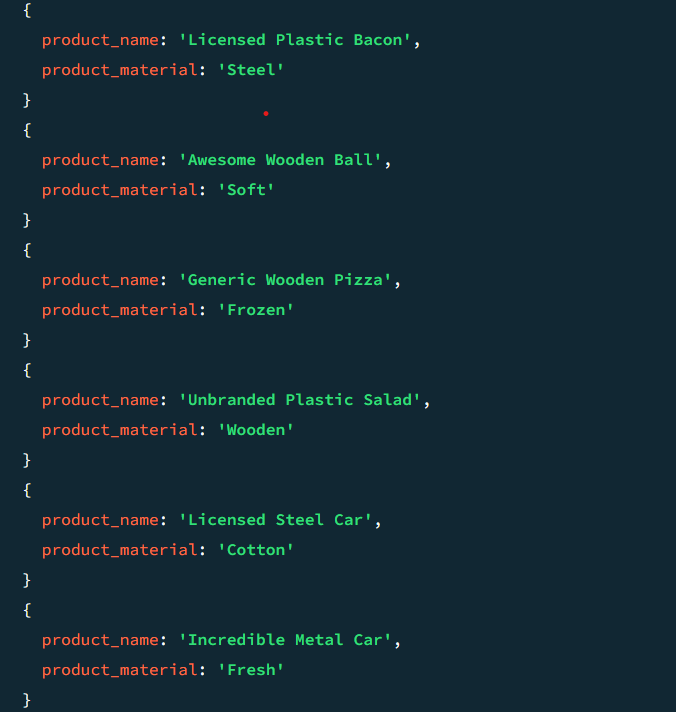 {
product_name: 'Licensed Plastic Bacon',
product_material: 'Steel'
}
{
product_name: 'Awesome Wooden Ball',
product_material: 'Soft'
}
{
product_name: 'Generic Wooden Pizza',
product_material: 'Frozen'
}
{
product_name: 'Unbranded Plastic Salad',
product_material: 'Wooden'
}
{
product_name: 'Licensed Steel Car',
product_material: 'Cotton'
}
{
product_name: 'Incredible Metal Car',
product_material: 'Fresh'
}